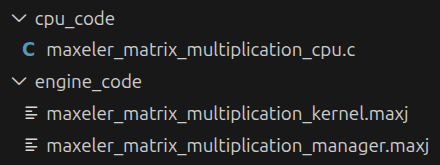 cpu_code
C maxeler_matrix_multiplication_cpu.c
engine_code
maxeler_matrix_multiplication_kernel.maxj
maxeler_matrix_multiplication_manager.maxj